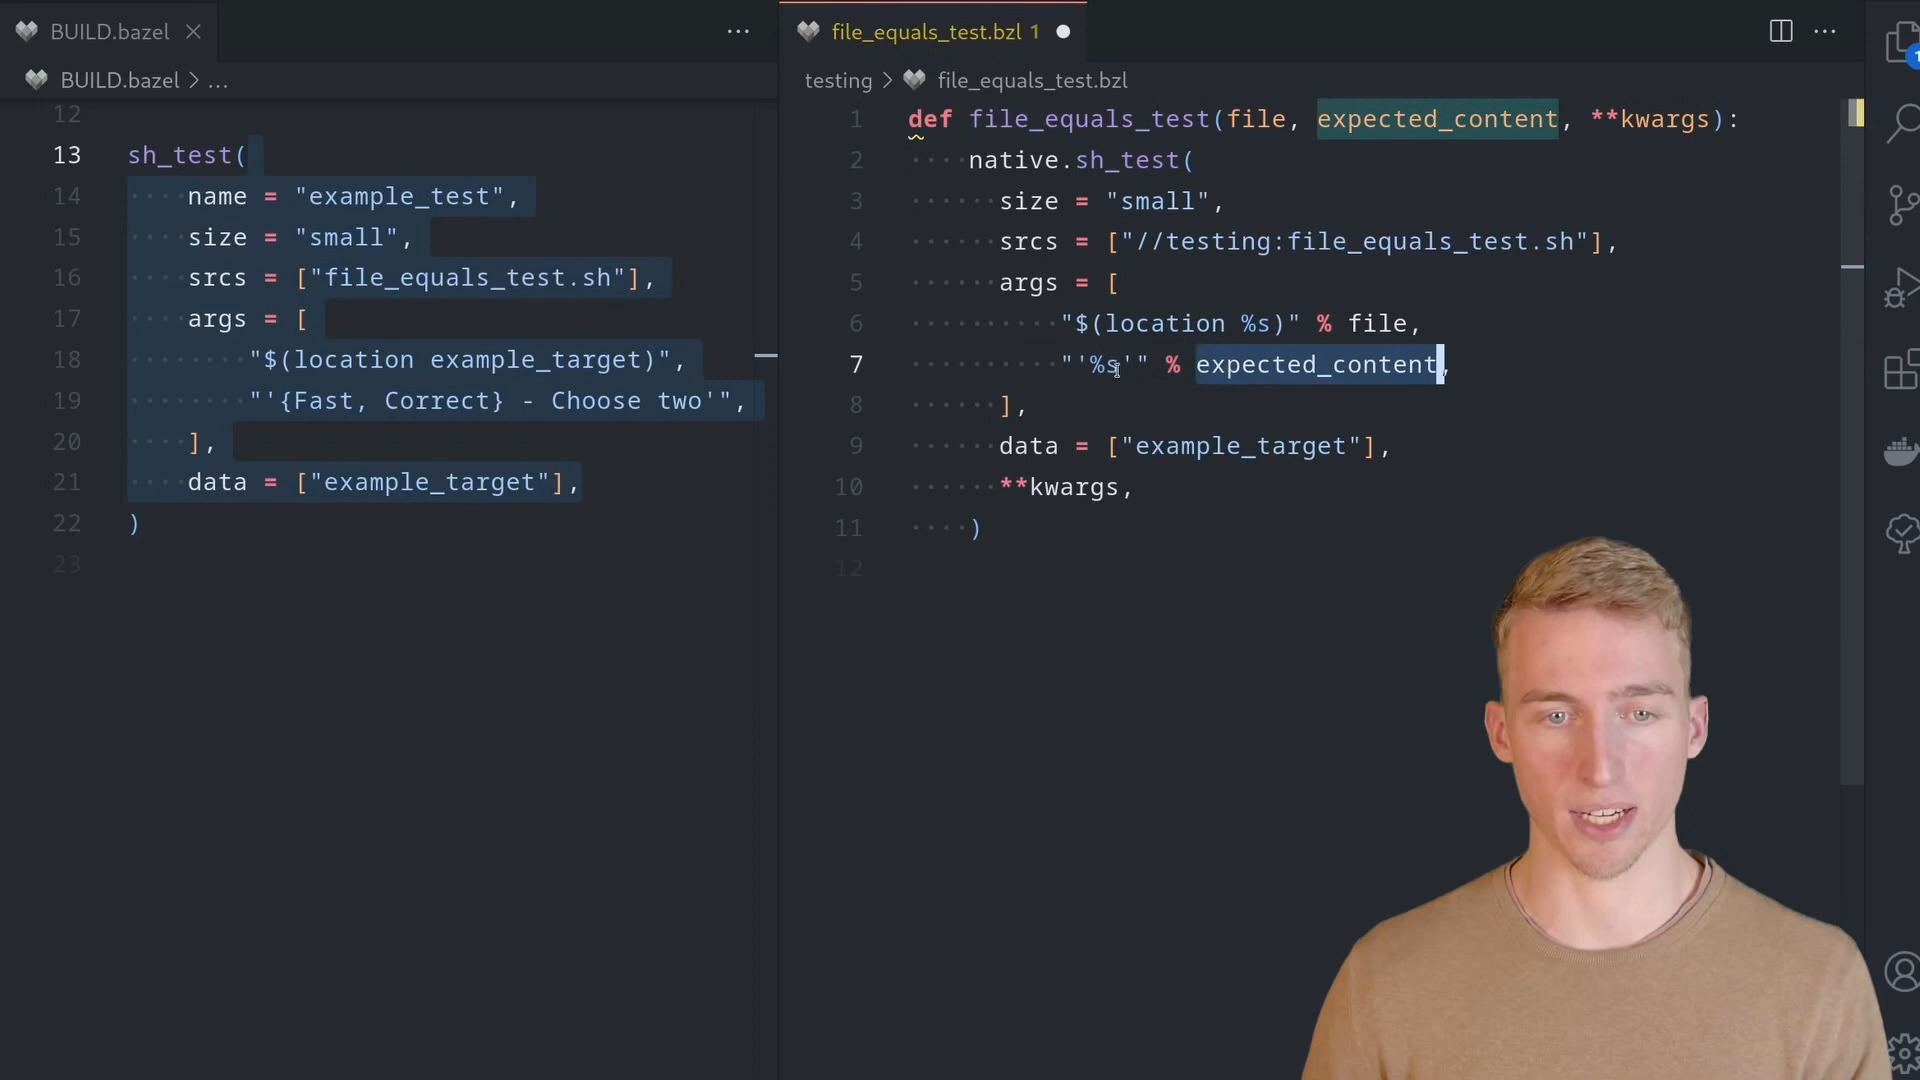 BUILD.bazel
BUILD.bazel > ...
12
13 sh_test(
14 name = "example_test",
15 size = "small",
16 srcs = ["file_equals_test.sh"],
17 args = [
18 "$(location example_target)",
19 "'{Fast, Correct} - Choose two'",
20 ],
21 data = ["example_target"],
22 )
23
file_equals_test.bzl 1
testing > file_equals_test.bzl
1 def file_equals_test(file, expected_content, **kwargs):
2 native.sh_test(
3 size = "small",
4 srcs = ["//testing:file_equals_test.sh"],
5 args = [
6 "$(location %s)" % file,
7 "'%s'" % expected_content,
8 ],
9 data = ["example_target"],
10 **kwargs,
11 )
12
1